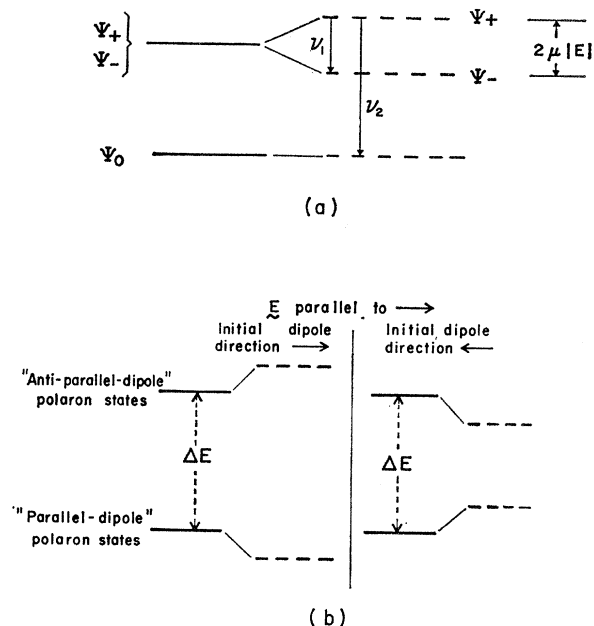 Ψ+
Ψ-
Ψ0
ν1
ν2
Ψ+
Ψ-
2μ|E|
(a)
E parallel to →
Initial dipole
direction →
Initial dipole
direction ←
"Anti-parallel-dipole"
polaron states
ΔE
ΔE
"Parallel-dipole"
polaron states
(b)